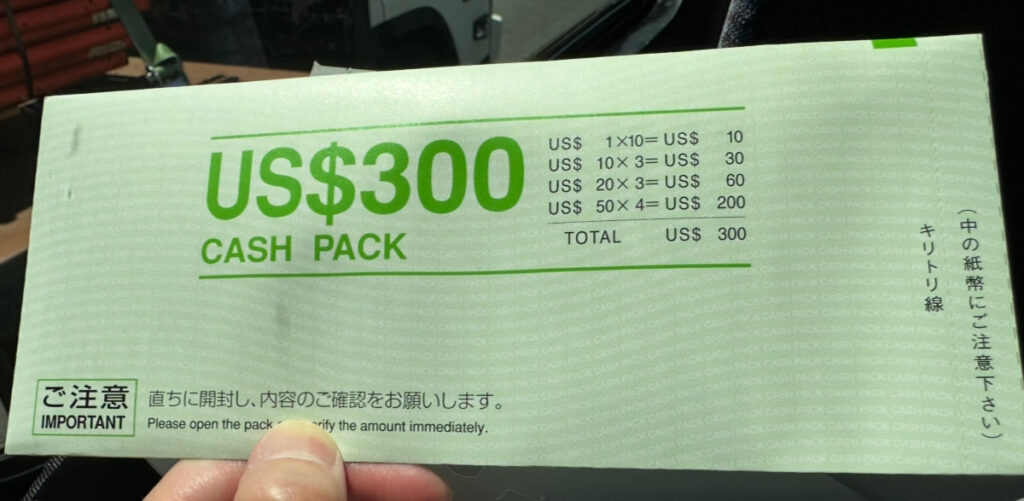 US$300
CASH PACK
US$ 1×10= US$ 10
US$ 10× 3= US$ 30
US$ 20× 3= US$ 60
US$ 50× 4= US$ 200
TOTAL US$ 300
キリトリ線
(中の紙幣にご注意下さい)
ご注意
IMPORTANT
直ちに開封し、内容のご確認をお願いします。
Please open the pack the amount immediately.